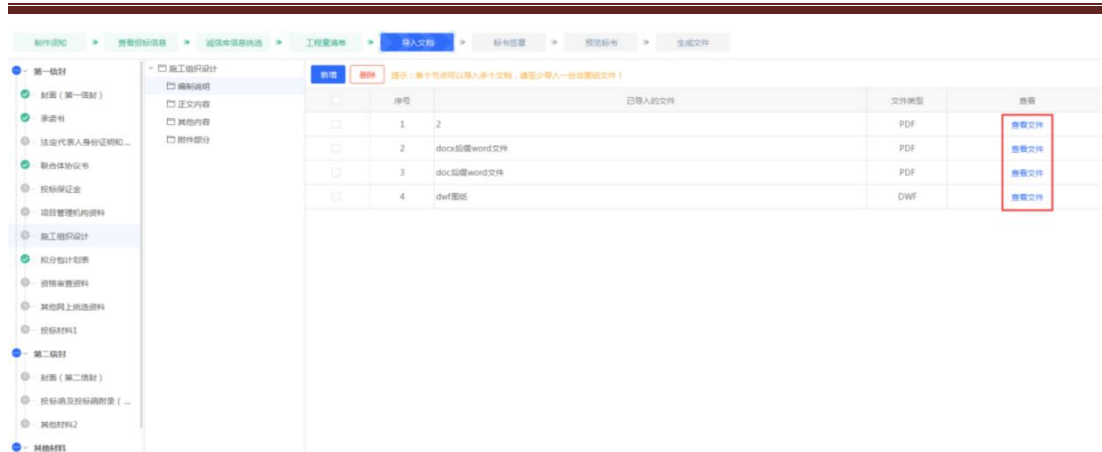 制作须知 » 查看招标信息 » 诚信库信息挑选 » 工程量清单 » 导入文档 » 标书签章 » 预览标书 » 生成文件
第一信封
封面（第一信封）
承诺书
法定代表人身份证明和...
联合体协议书
投标保证金
项目管理机构资料
施工组织设计
拟分包计划表
资格审查资料
其他网上挑选资料
投标材料1
第二信封
封面（第二信封）
投标函及投标函附录（ ...
其他材料2
其他材料
施工组织设计
编制说明
正文内容
其他内容
附件部分
新增 删除 提示：单个节点可以导入多个文档，请至少导入一份非图纸文件！
序号 已导入的文件 文件类型 查看
1 2 PDF 查看文件
2 docx后缀word文件 PDF 查看文件
3 doc后缀word文件 PDF 查看文件
4 dwf图纸 DWF 查看文件